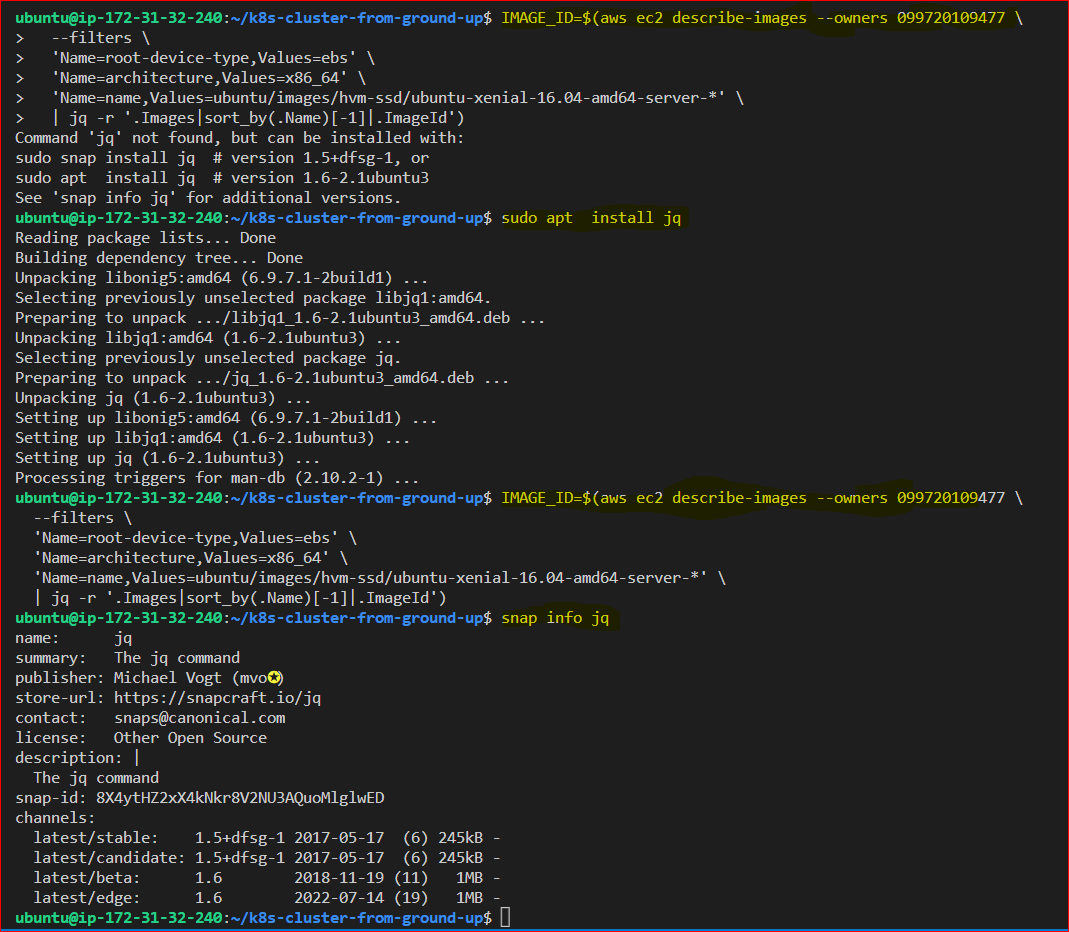 ubuntu@ip-172-31-32-240:~/k8s-cluster-from-ground-up$ IMAGE_ID=$(aws ec2 describe-images --owners 099720109477 \
>   --filters \
>   'Name=root-device-type,Values=ebs' \
>   'Name=architecture,Values=x86_64' \
>   'Name=name,Values=ubuntu/images/hvm-ssd/ubuntu-xenial-16.04-amd64-server-*' \
>   | jq -r '.Images|sort_by(.Name)[-1]|.ImageId')
Command 'jq' not found, but can be installed with:
sudo snap install jq  # version 1.5+dfsg-1, or
sudo apt  install jq  # version 1.6-2.1ubuntu3
See 'snap info jq' for additional versions.
ubuntu@ip-172-31-32-240:~/k8s-cluster-from-ground-up$ sudo apt  install jq
Reading package lists... Done
Building dependency tree... Done
Unpacking libonig5:amd64 (6.9.7.1-2build1) ...
Selecting previously unselected package libjq1:amd64.
Preparing to unpack .../libjq1_1.6-2.1ubuntu3_amd64.deb ...
Unpacking libjq1:amd64 (1.6-2.1ubuntu3) ...
Selecting previously unselected package jq.
Preparing to unpack .../jq_1.6-2.1ubuntu3_amd64.deb ...
Unpacking jq (1.6-2.1ubuntu3) ...
Setting up libonig5:amd64 (6.9.7.1-2build1) ...
Setting up libjq1:amd64 (1.6-2.1ubuntu3) ...
Setting up jq (1.6-2.1ubuntu3) ...
Processing triggers for man-db (2.10.2-1) ...
ubuntu@ip-172-31-32-240:~/k8s-cluster-from-ground-up$ IMAGE_ID=$(aws ec2 describe-images --owners 099720109477 \
  --filters \
  'Name=root-device-type,Values=ebs' \
  'Name=architecture,Values=x86_64' \
  'Name=name,Values=ubuntu/images/hvm-ssd/ubuntu-xenial-16.04-amd64-server-*' \
  | jq -r '.Images|sort_by(.Name)[-1]|.ImageId')
ubuntu@ip-172-31-32-240:~/k8s-cluster-from-ground-up$ snap info jq
name:      jq
summary:   The jq command
publisher: Michael Vogt (mvo✪)
store-url: https://snapcraft.io/jq
contact:   snaps@canonical.com
license:   Other Open Source
description: |
  The jq command
snap-id: 8X4ytHZ2xX4kNkr8V2NU3AQuoMlglwED
channels:
  latest/stable:    1.5+dfsg-1 2017-05-17  (6) 245kB -
  latest/candidate: 1.5+dfsg-1 2017-05-17  (6) 245kB -
  latest/beta:      1.6        2018-11-19 (11)   1MB -
  latest/edge:      1.6        2022-07-14 (19)   1MB -
ubuntu@ip-172-31-32-240:~/k8s-cluster-from-ground-up$